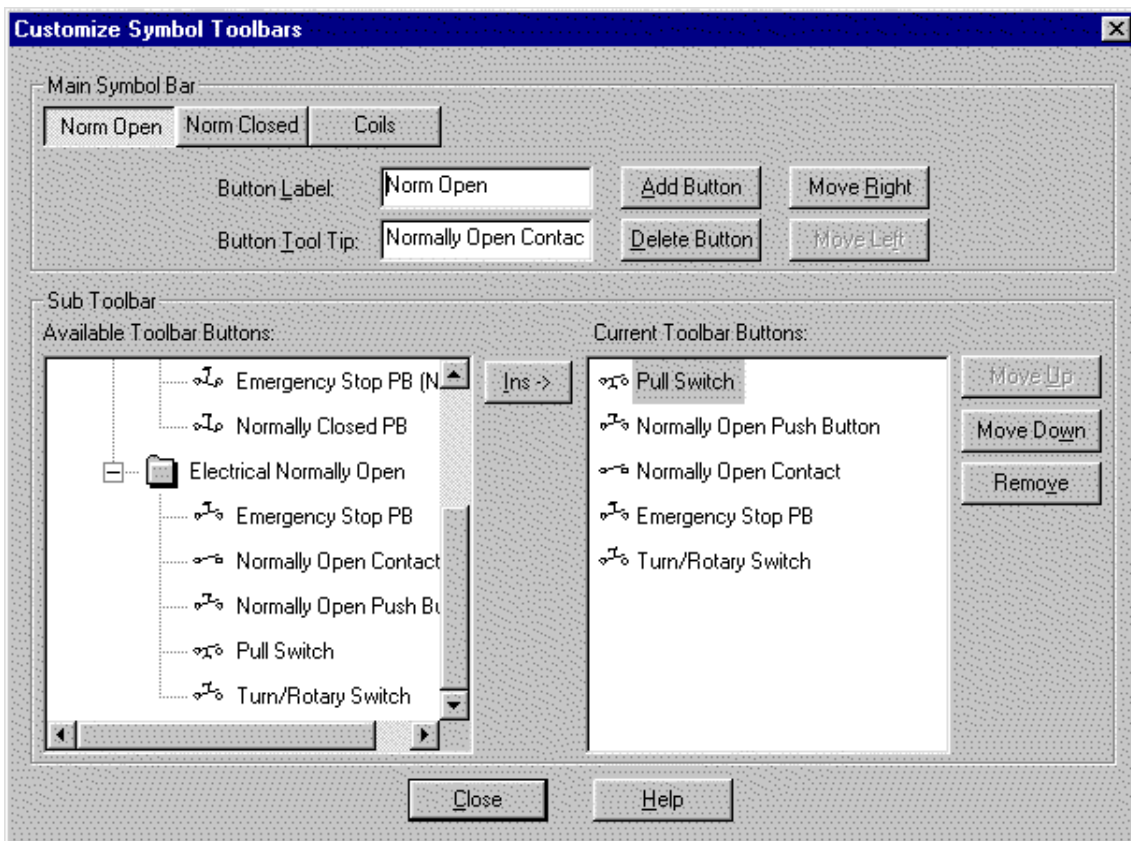 Customize Symbol Toolbars
Main Symbol Bar
Norm Open
Norm Closed
Coils
Button Label:
Norm Open
Add Button
Move Right
Button Tool Tip:
Normally Open Contac
Delete Button
Move Left
Sub Toolbar
Available Toolbar Buttons:
Emergency Stop PB (N
Normally Closed PB
Electrical Normally Open
Emergency Stop PB
Normally Open Contact
Normally Open Push Bu
Pull Switch
Turn/Rotary Switch
Ins ->
Current Toolbar Buttons:
Pull Switch
Normally Open Push Button
Normally Open Contact
Emergency Stop PB
Turn/Rotary Switch
Move Up
Move Down
Remove
Close
Help